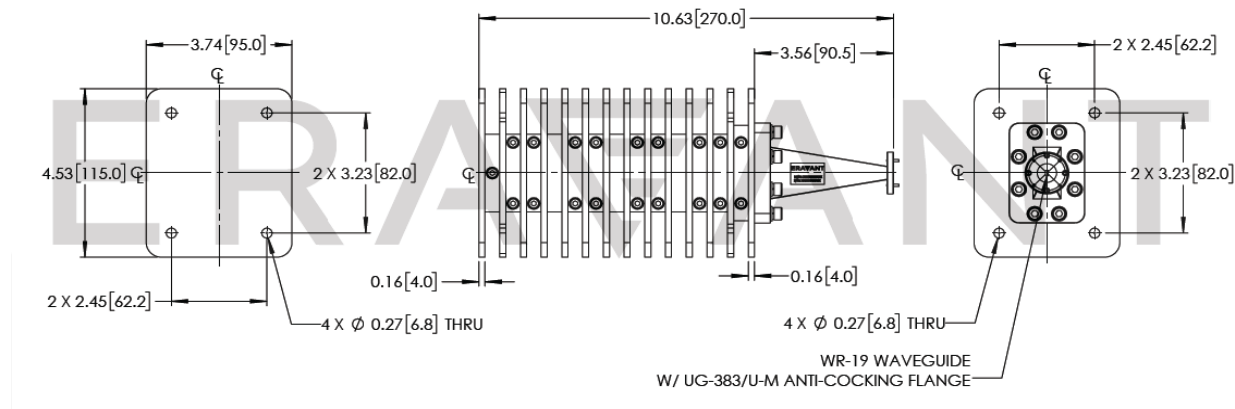 10.63[270.0]
3.74[95.0]
3.56[90.5]
2 X 2.45[62.2]
℄
℄
4.53[115.0] ℄
2 X 3.23[82.0]
℄
ERAVANT
℄
2 X 3.23[82.0]
ERAVANT
0.16[4.0]
0.16[4.0]
2 X 2.45[62.2]
4 X Ø 0.27[6.8] THRU
4 X Ø 0.27[6.8] THRU
WR-19 WAVEGUIDE
W/ UG-383/U-M ANTI-COCKING FLANGE